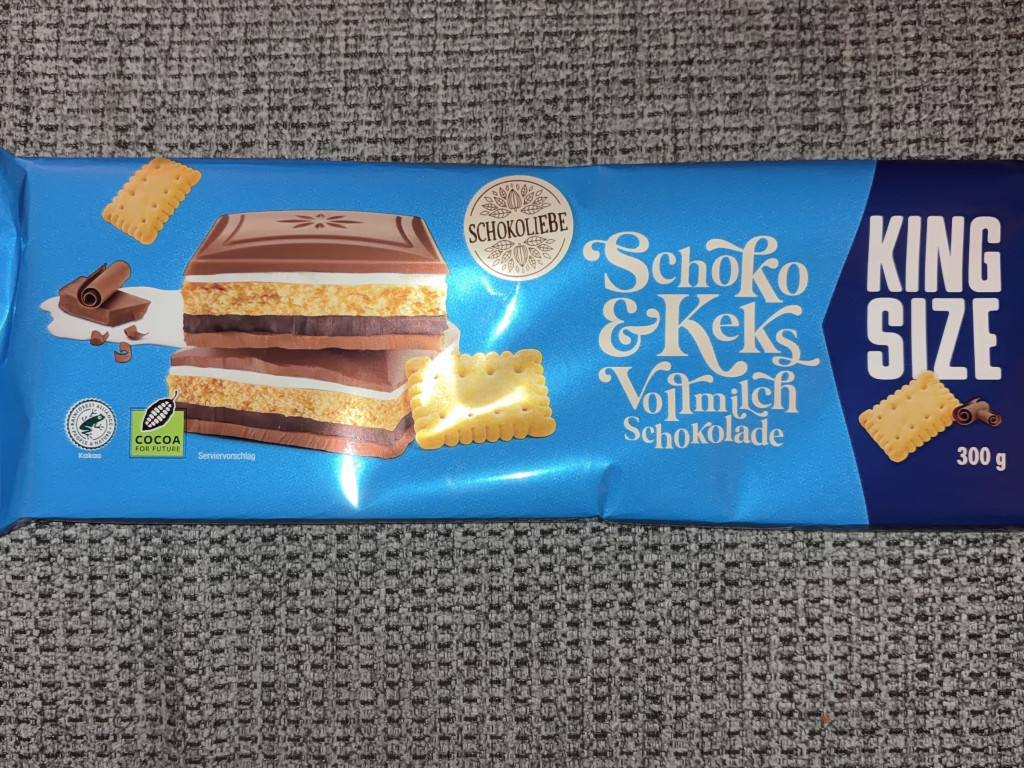 SCHOKOLIEBE
Schoko
& Keks
Vollmilch
Schokolade
KING
SIZE
300 g
Kakao
COCOA
FOR FUTURE
Serviervorschlag